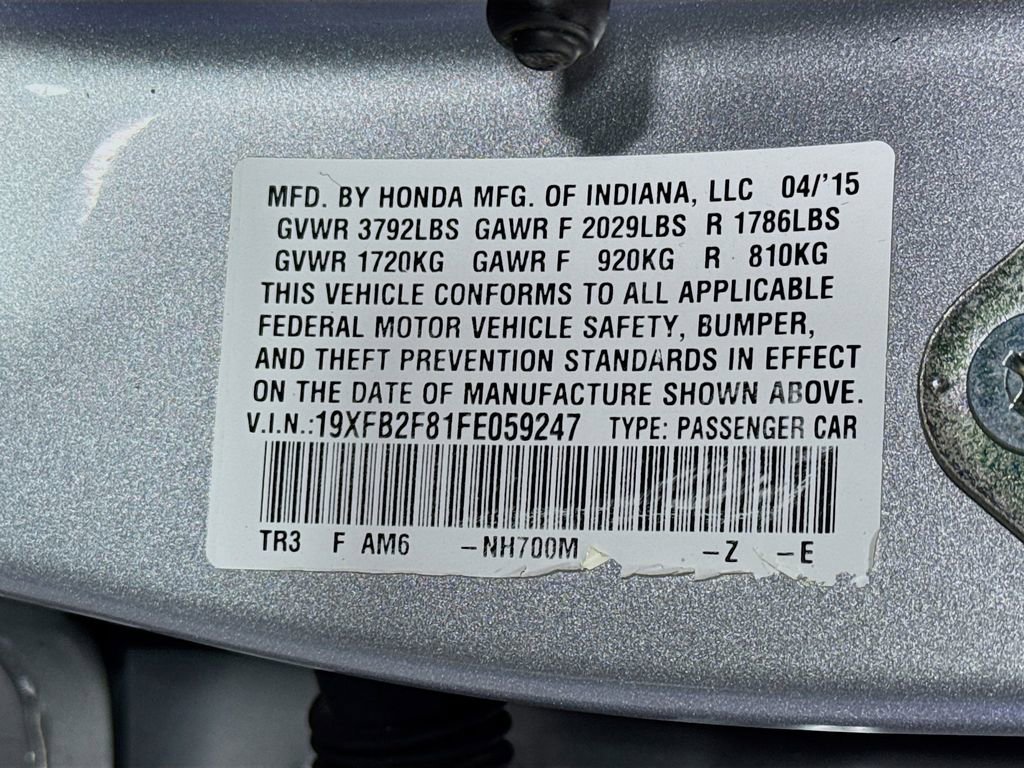 MFD. BY HONDA MFG. OF INDIANA, LLC 04/'15
GVWR 3792LBS GAWR F 2029LBS R 1786LBS
GVWR 1720KG GAWR F 920KG R 810KG
THIS VEHICLE CONFORMS TO ALL APPLICABLE
FEDERAL MOTOR VEHICLE SAFETY, BUMPER,
AND THEFT PREVENTION STANDARDS IN EFFECT
ON THE DATE OF MANUFACTURE SHOWN ABOVE.
V.I.N.:19XFB2F81FE059247 TYPE: PASSENGER CAR
TR3 F AM6 -NH700M -Z -E